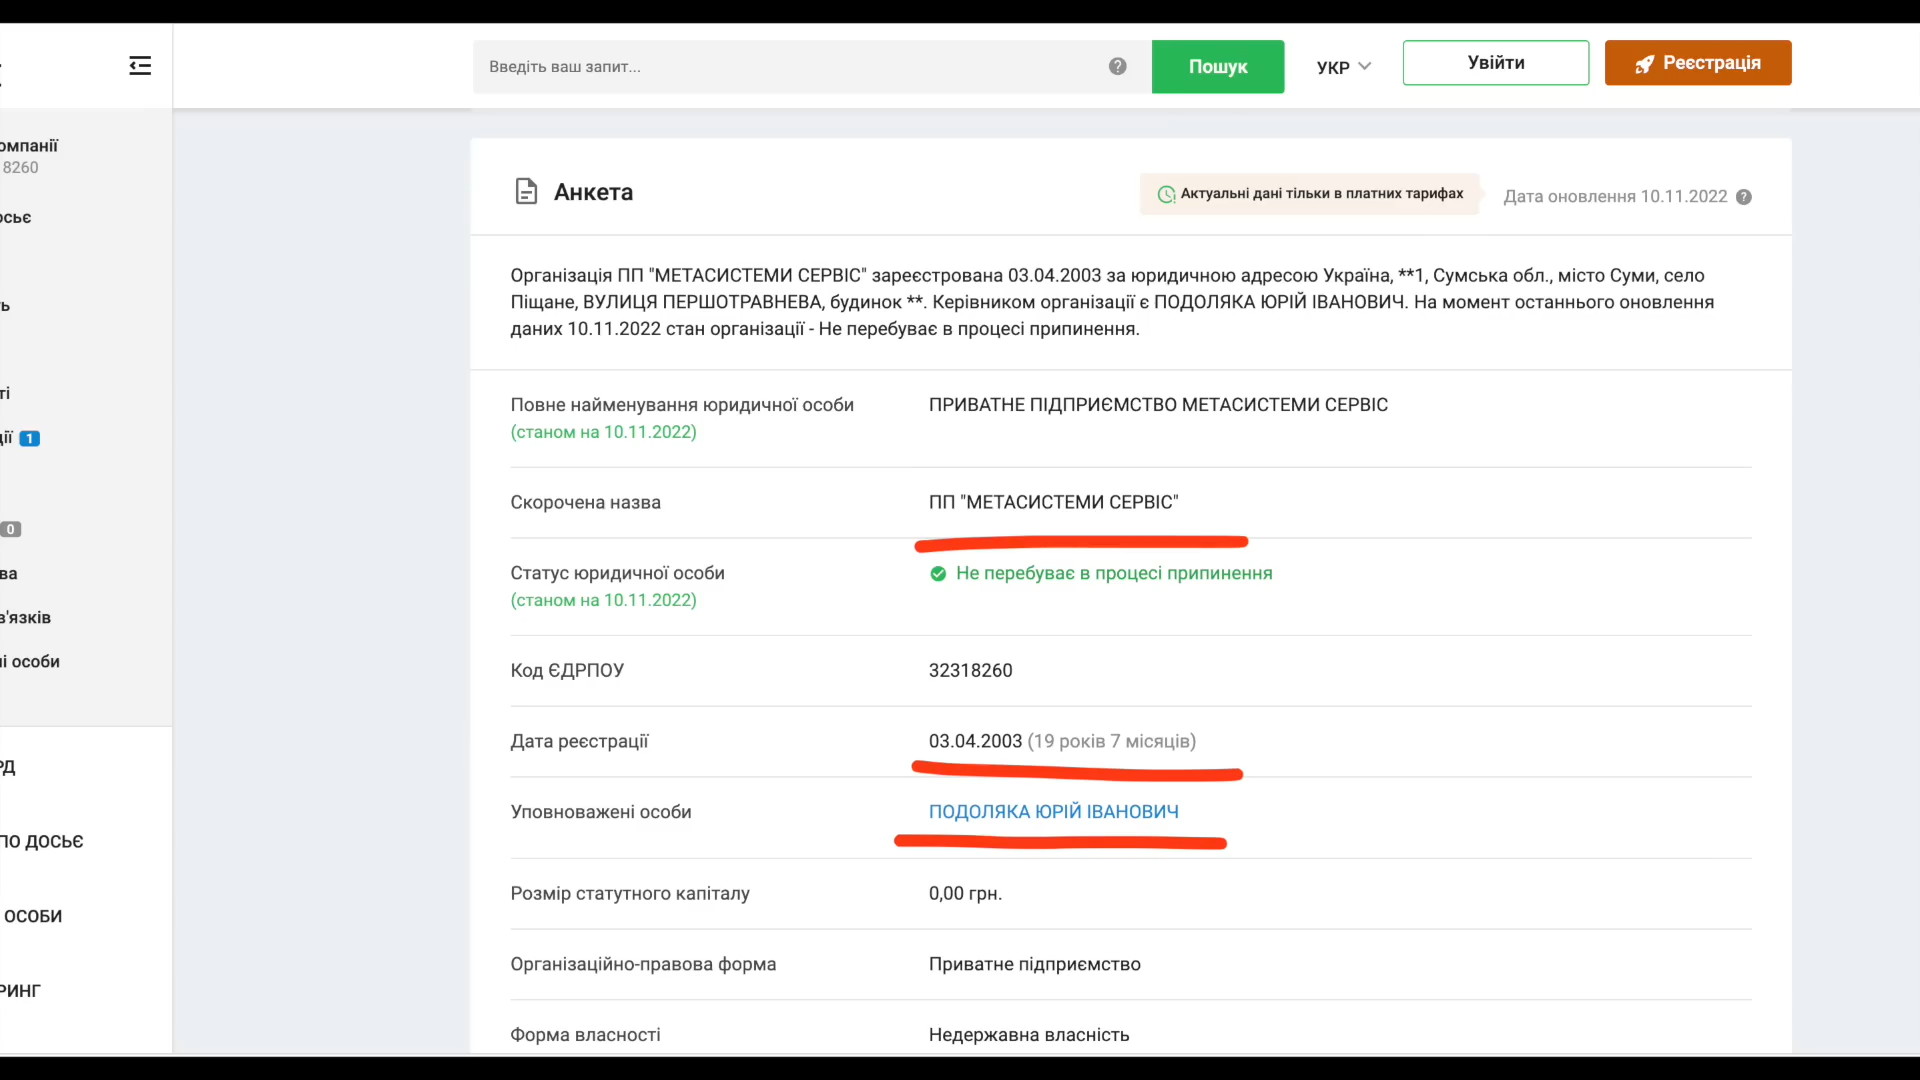 Введіть ваш запит...
Пошук
УКР
Увійти
Реєстрація
омпанії
8260
осьє
ь
ті
ії 1
0
ва
в'язків
і особи
РД
ПО ДОСЬЄ
ОСОБИ
РИНГ
Анкета
Актуальні дані тільки в платних тарифах
Дата оновлення 10.11.2022
Організація ПП "МЕТАСИСТЕМИ СЕРВІС" зареєстрована 03.04.2003 за юридичною адресою Україна, **1, Сумська обл., місто Суми, село
Піщане, ВУЛИЦЯ ПЕРШОТРАВНЕВА, будинок **. Керівником організації є ПОДОЛЯКА ЮРІЙ ІВАНОВИЧ. На момент останнього оновлення
даних 10.11.2022 стан організації - Не перебуває в процесі припинення.
Повне найменування юридичної особи
(станом на 10.11.2022)
ПРИВАТНЕ ПІДПРИЄМСТВО МЕТАСИСТЕМИ СЕРВІС
Скорочена назва
ПП "МЕТАСИСТЕМИ СЕРВІС"
Статус юридичної особи
(станом на 10.11.2022)
Не перебуває в процесі припинення
Код ЄДРПОУ
32318260
Дата реєстрації
03.04.2003 (19 років 7 місяців)
Уповноважені особи
ПОДОЛЯКА ЮРІЙ ІВАНОВИЧ
Розмір статутного капіталу
0,00 грн.
Організаційно-правова форма
Приватне підприємство
Форма власності
Недержавна власність